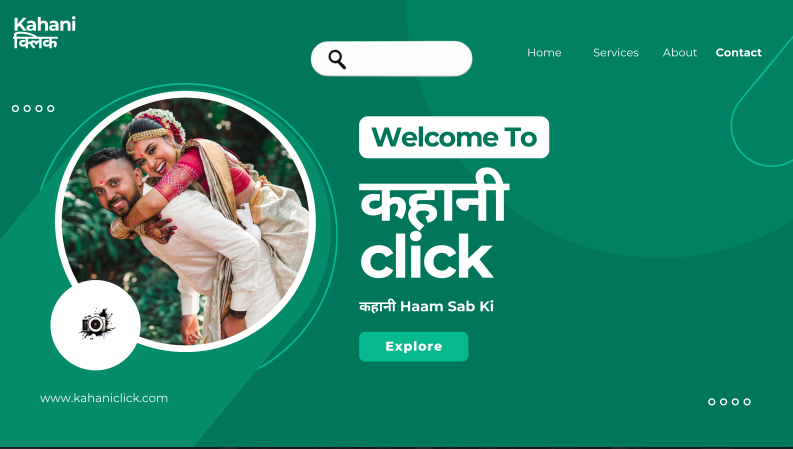 Kahani
क्लिक
Home Services About Contact
Welcome To
कहानी
click
कहानी Haam Sab Ki
Explore
www.kahaniclick.com